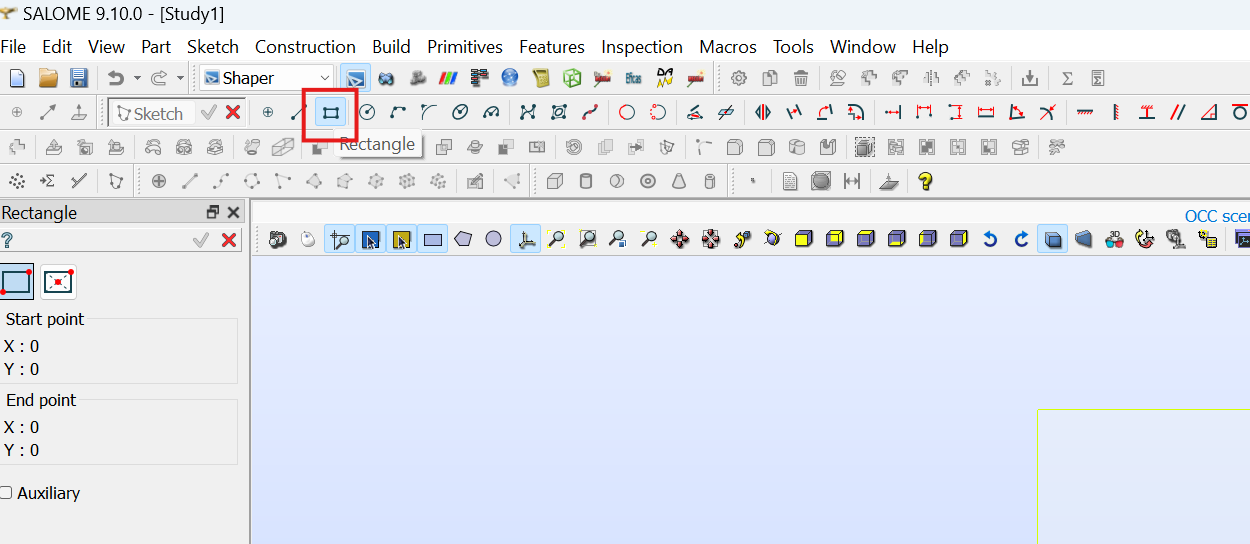 SALOME 9.10.0 - [Study1]
File Edit View Part Sketch Construction Build Primitives Features Inspection Macros Tools Window Help
Shaper
Sketch
Rectangle
Rectangle
OCC scen
Start point
X : 0
Y : 0
End point
X : 0
Y : 0
Auxiliary